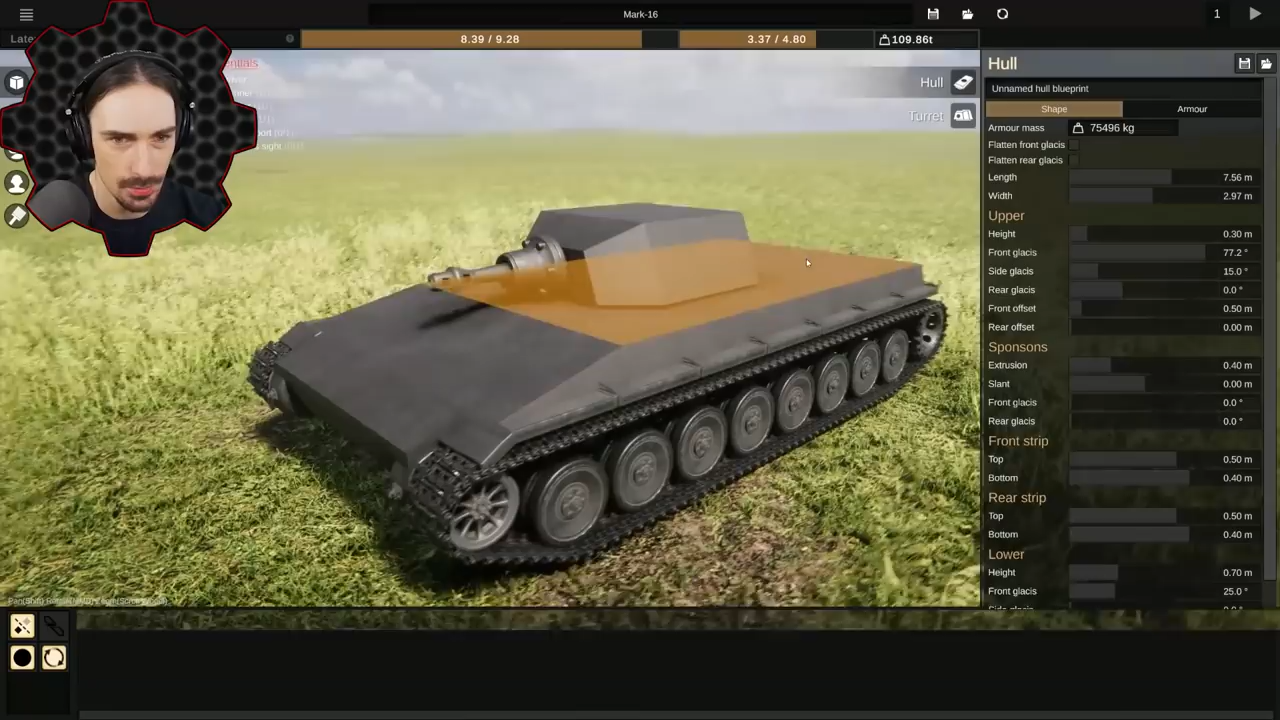 Mark-16
1
Late
8.39 / 9.28
3.37 / 4.80
109.86t
Hull
Turret
Hull
Unnamed hull blueprint
Shape
Armour
Armour mass
75496 kg
Flatten front glacis
Flatten rear glacis
Length
7.56 m
Width
2.97 m
Upper
Height
0.30 m
Front glacis
77.2 °
Side glacis
15.0 °
Rear glacis
0.0 °
Front offset
0.50 m
Rear offset
0.00 m
Sponsons
Extrusion
0.40 m
Slant
0.00 m
Front glacis
0.0 °
Rear glacis
0.0 °
Front strip
Top
0.50 m
Bottom
0.40 m
Rear strip
Top
0.50 m
Bottom
0.40 m
Lower
Height
0.70 m
Front glacis
25.0 °